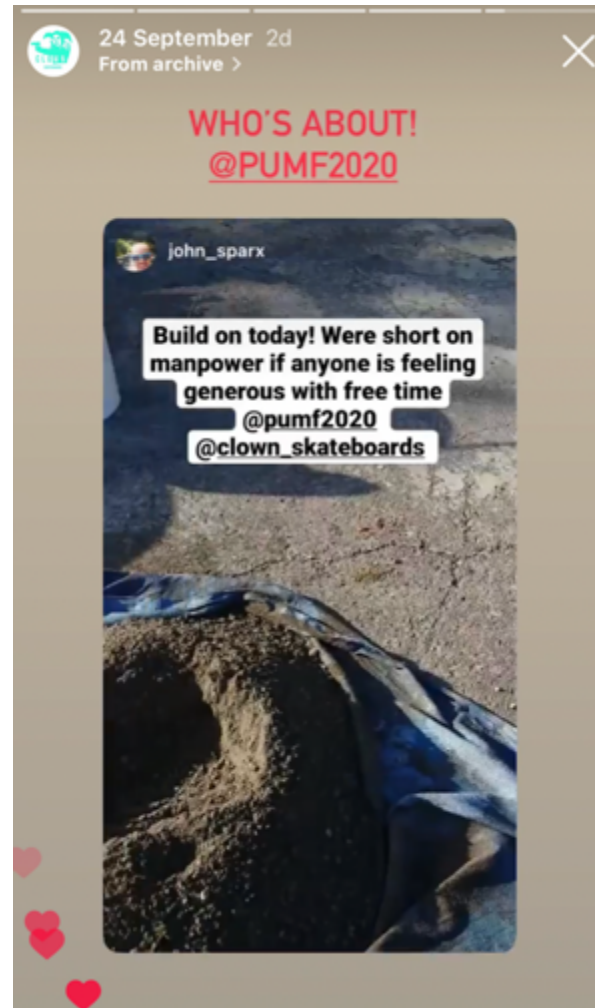 24 September 2d
From archive >
WHO'S ABOUT!
@PUMF2020
john_sparx
Build on today! Were short on
manpower if anyone is feeling
generous with free time
@pumf2020
@clown_skateboards